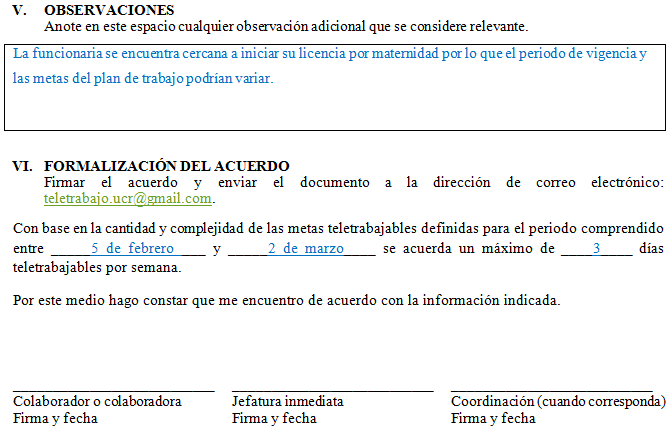 V. OBSERVACIONES
Anote en este espacio cualquier observación adicional que se considere relevante.
La funcionaria se encuentra cercana a iniciar su licencia por maternidad por lo que el periodo de vigencia y
las metas del plan de trabajo podrían variar.
VI. FORMALIZACIÓN DEL ACUERDO
Firmar el acuerdo y enviar el documento a la dirección de correo electrónico:
teletrabajo.ucr@gmail.com.
Con base en la cantidad y complejidad de las metas teletrabajables definidas para el periodo comprendido
entre _____5 de febrero___ y _____2 de marzo____ se acuerda un máximo de ____3____ días
teletrabajables por semana.
Por este medio hago constar que me encuentro de acuerdo con la información indicada.
Colaborador o colaboradora Jefatura inmediata Coordinación (cuando corresponda)
Firma y fecha Firma y fecha Firma y fecha